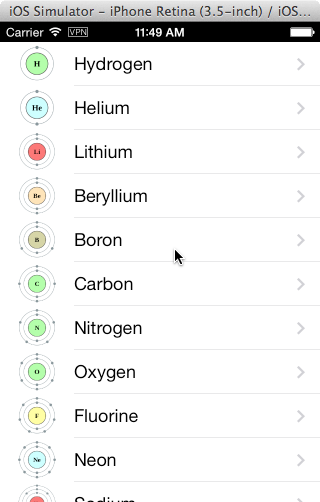 iOS Simulator - iPhone Retina (3.5-inch) / iOS...
Carrier VPN 11:49 AM
H Hydrogen
He Helium
Li Lithium
Be Beryllium
B Boron
C Carbon
N Nitrogen
O Oxygen
F Fluorine
Ne Neon
Sodium